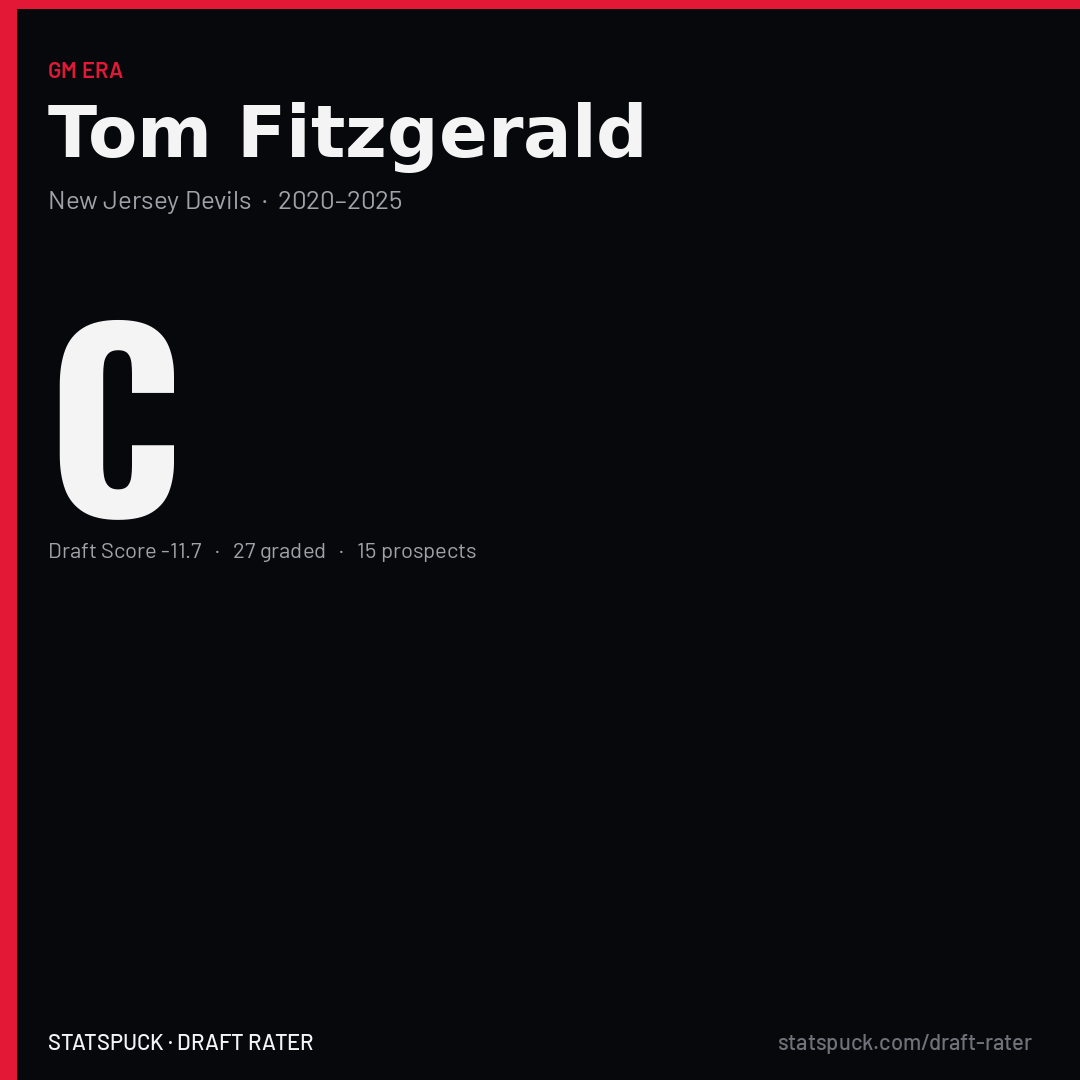 GM ERA
Tom Fitzgerald
New Jersey Devils · 2020–2025
C
Draft Score -11.7 · 27 graded · 15 prospects
STATSPUCK · DRAFT RATER
statspuck.com/draft-rater